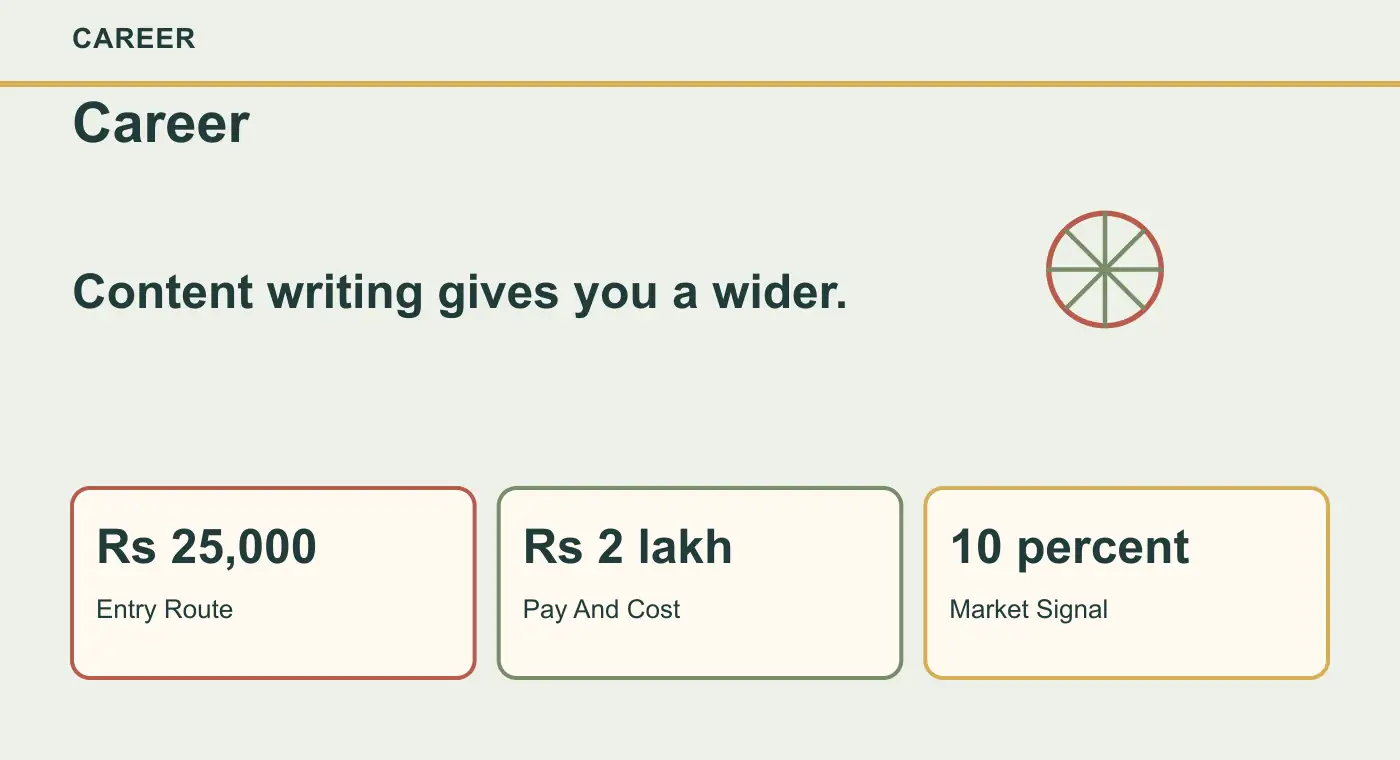 CAREER
Career
Content writing gives you a wider.
Rs 25,000
Entry Route
Rs 2 lakh
Pay And Cost
10 percent
Market Signal